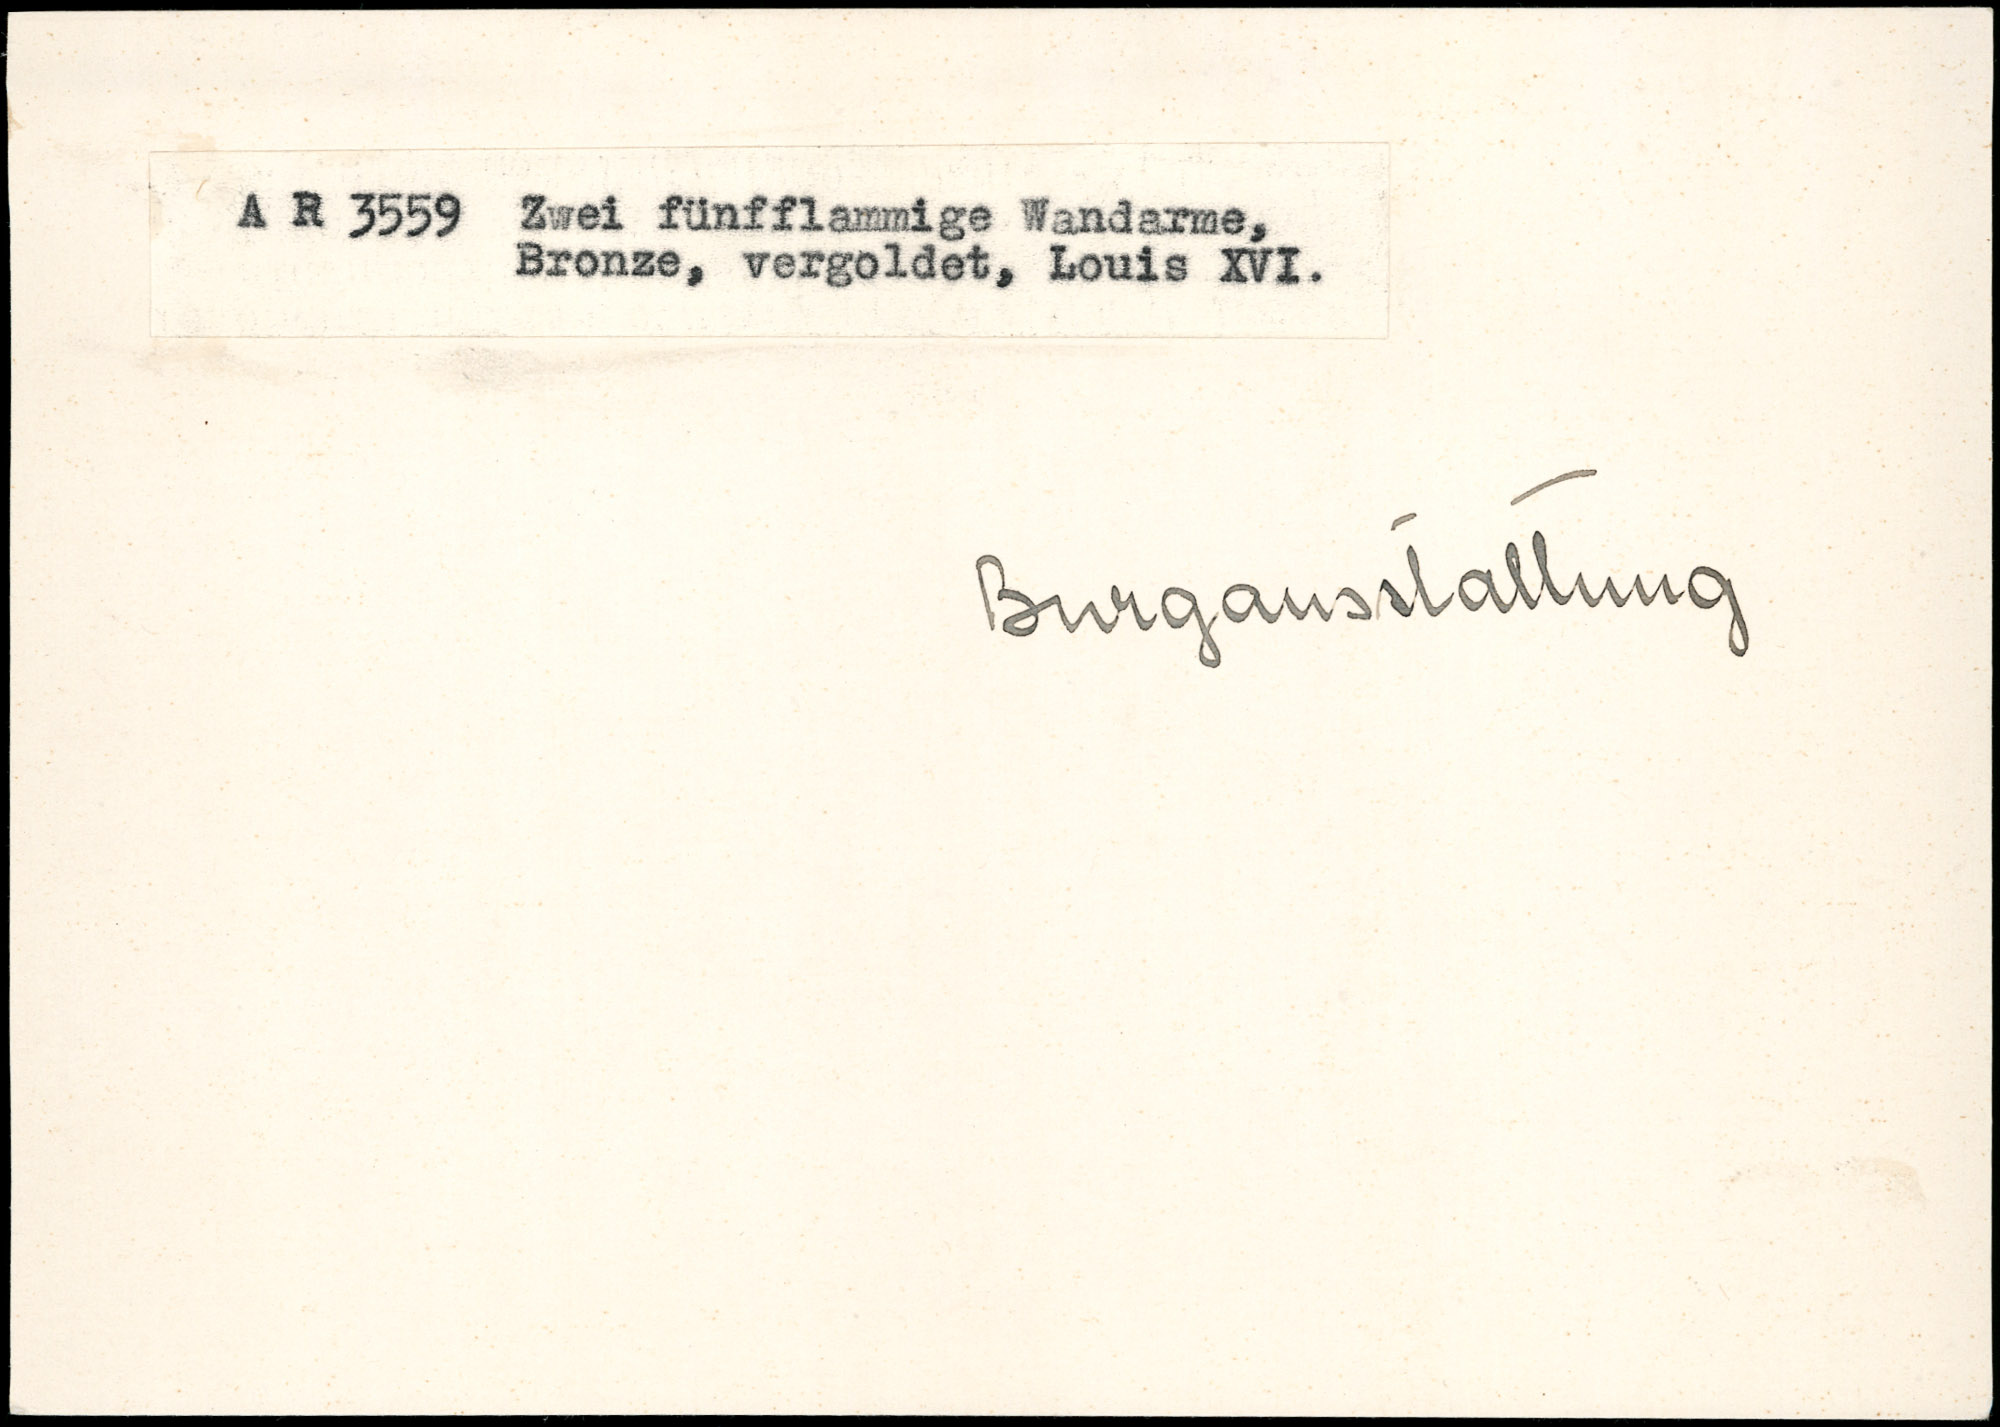 A R 3559 Zwei fünfflammige Wandarme,
Bronze, vergoldet, Louis XVI.
Burgausstattung